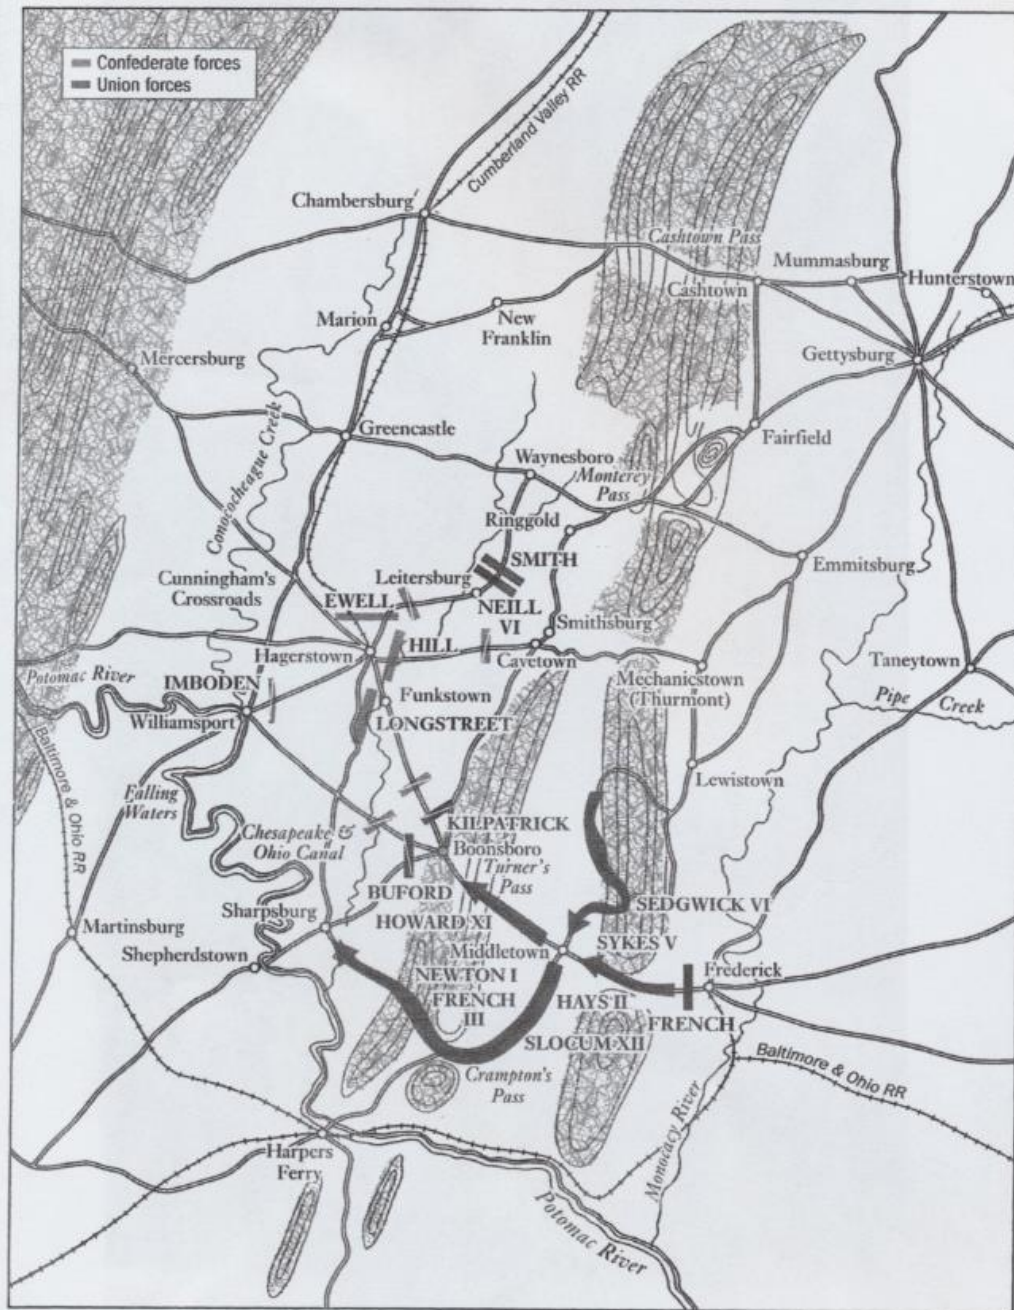 Confederate forces
Union forces
Cumberland Valley RR
Chambersburg
Cashtown Pass
Mummasburg
Hunterstown
Cashtown
New
Franklin
Marion
Gettysburg
Mercersburg
Conococheague Creek
Greencastle
Fairfield
Waynesboro
Monterey
Pass
Ringgold
SMITH
Emmitsburg
Leitersburg
Cunningham's
Crossroads
EWELL
NEILL
VI
Smithsburg
HILL
Hagerstown
Cavetown
Taneytown
Mechanicstown
(Thurmont)
Potomac River
IMBODEN
Funkstown
Pipe Creek
Williamsport
LONGSTREET
Baltimore & Ohio RR
Lewistown
Falling
Waters
Chesapeake &
Ohio Canal
KILPATRICK
Boonsboro
Turner's
Pass
BUFORD
SEDGWICK VI
Sharpsburg
HOWARD XI
Martinsburg
SYKES V
Middletown
Shepherdstown
Frederick
NEWTON I
FRENCH
III
HAYS II
FRENCH
SLOCUM XII
Baltimore & Ohio RR
Crampton's
Pass
Monocacy River
Harpers
Ferry
Potomac River